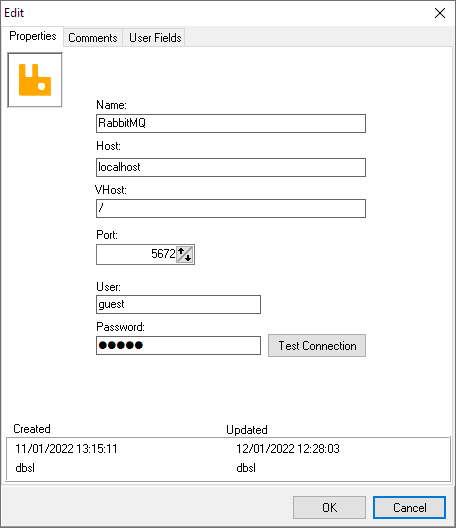 Edit
Properties Comments User Fields
Name:
RabbitMQ
Host:
localhost
VHost:
/
Port:
5672
User:
guest
Password:
●●●●●
Test Connection
Created Updated
11/01/2022 13:15:11 12/01/2022 12:28:03
dbsl dbsl
OK Cancel